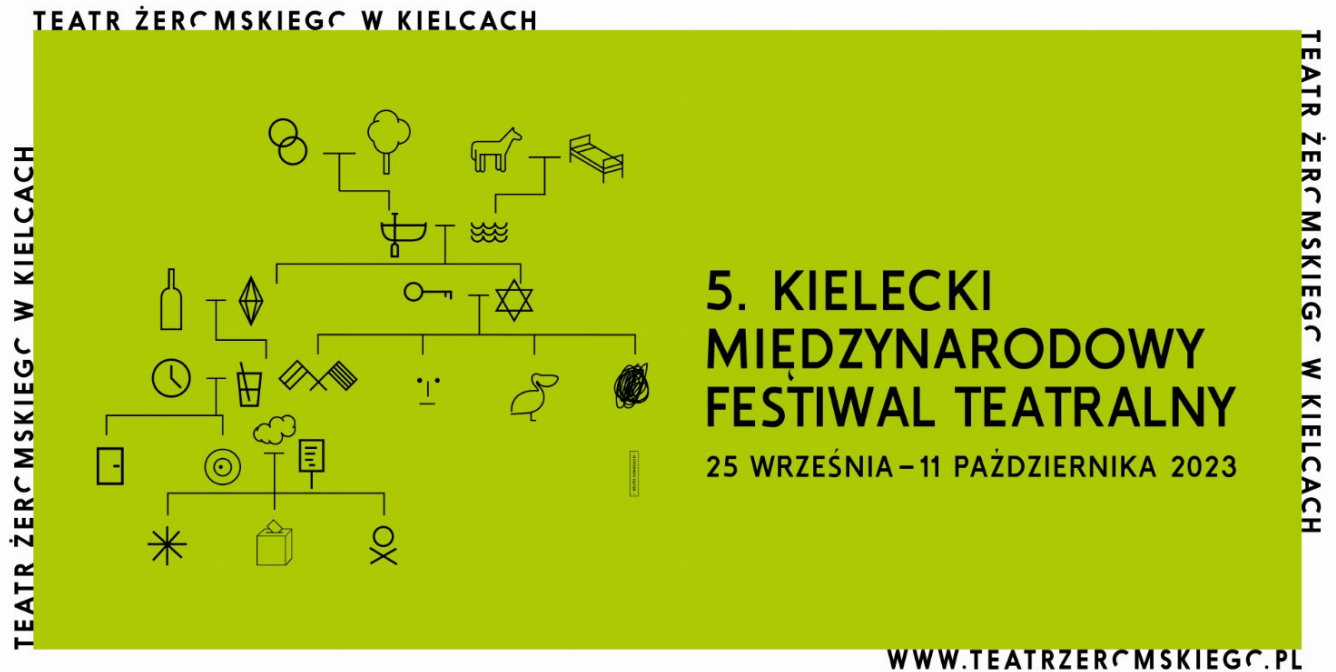 TEATR ŻEROMSKIEGO W KIELCACH
TEATR ŻEROMSKIEGO W KIELCACH
5. KIELECKI
MIĘDZYNARODOWY
FESTIWAL TEATRALNY
25 WRZEŚNIA – 11 PAŹDZIERNIKA 2023
TEATR ŻEROMSKIEGO W KIELCACH
WWW.TEATRZEROMSKIEGO.PL